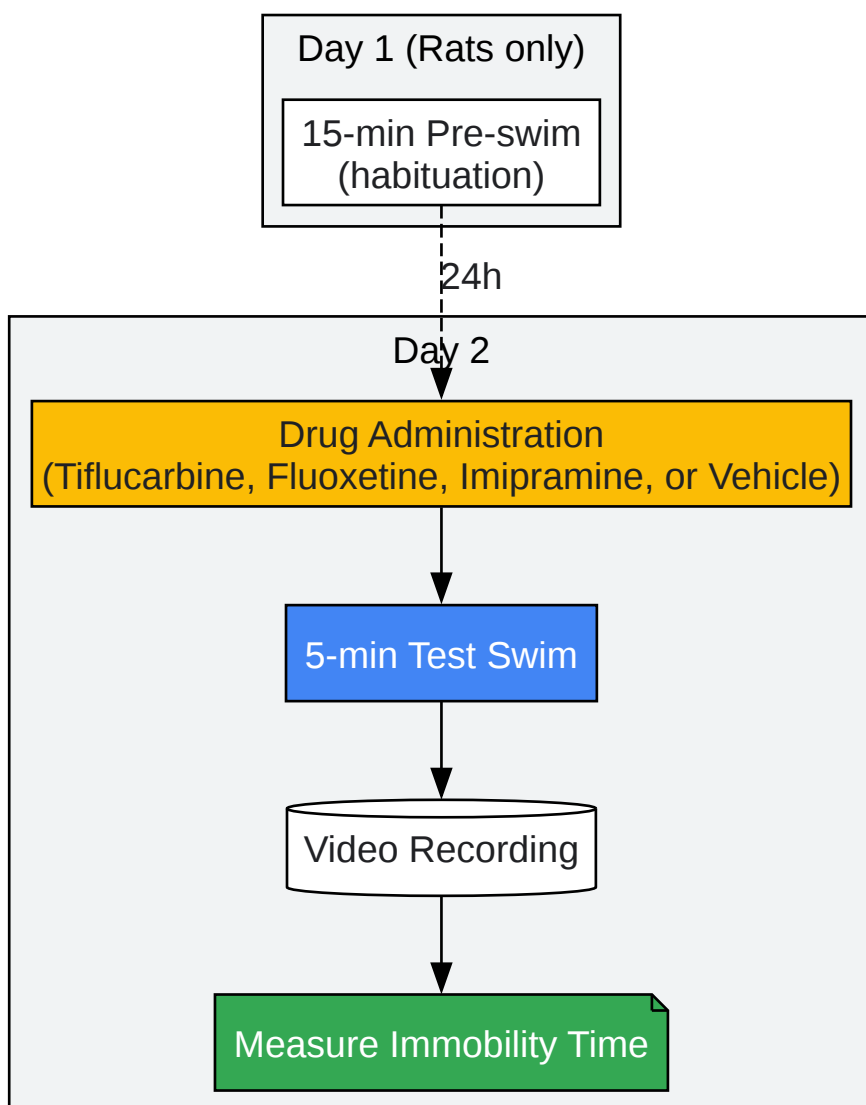 Day 1 (Rats only)
15-min Pre-swim
(habituation)
24h
Day 2
Drug Administration
(Tiflucarbine, Fluoxetine, Imipramine, or Vehicle)
5-min Test Swim
Video Recording
Measure Immobility Time